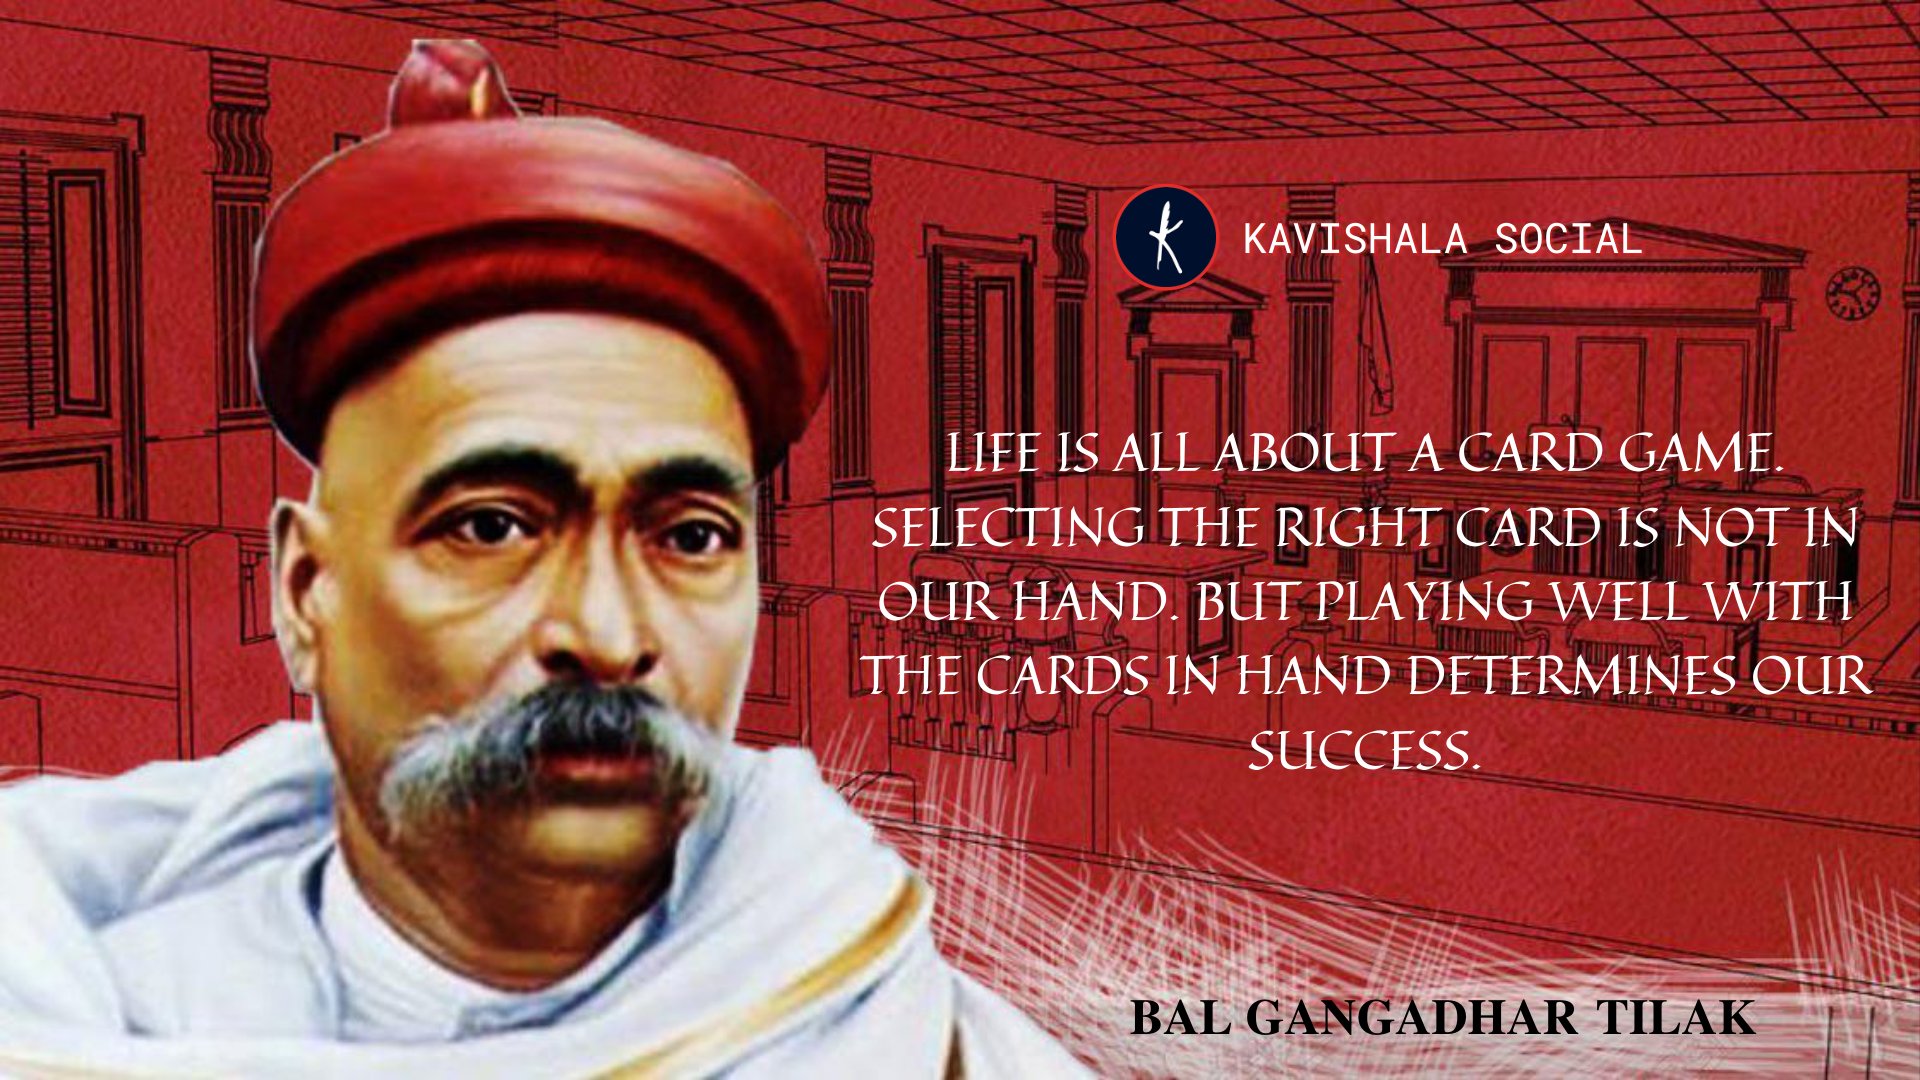 KAVISHALA SOCIAL
LIFE IS ALL ABOUT A CARD GAME.
SELECTING THE RIGHT CARD IS NOT IN
OUR HAND. BUT PLAYING WELL WITH
THE CARDS IN HAND DETERMINES OUR
SUCCESS.
BAL GANGADHAR TILAK